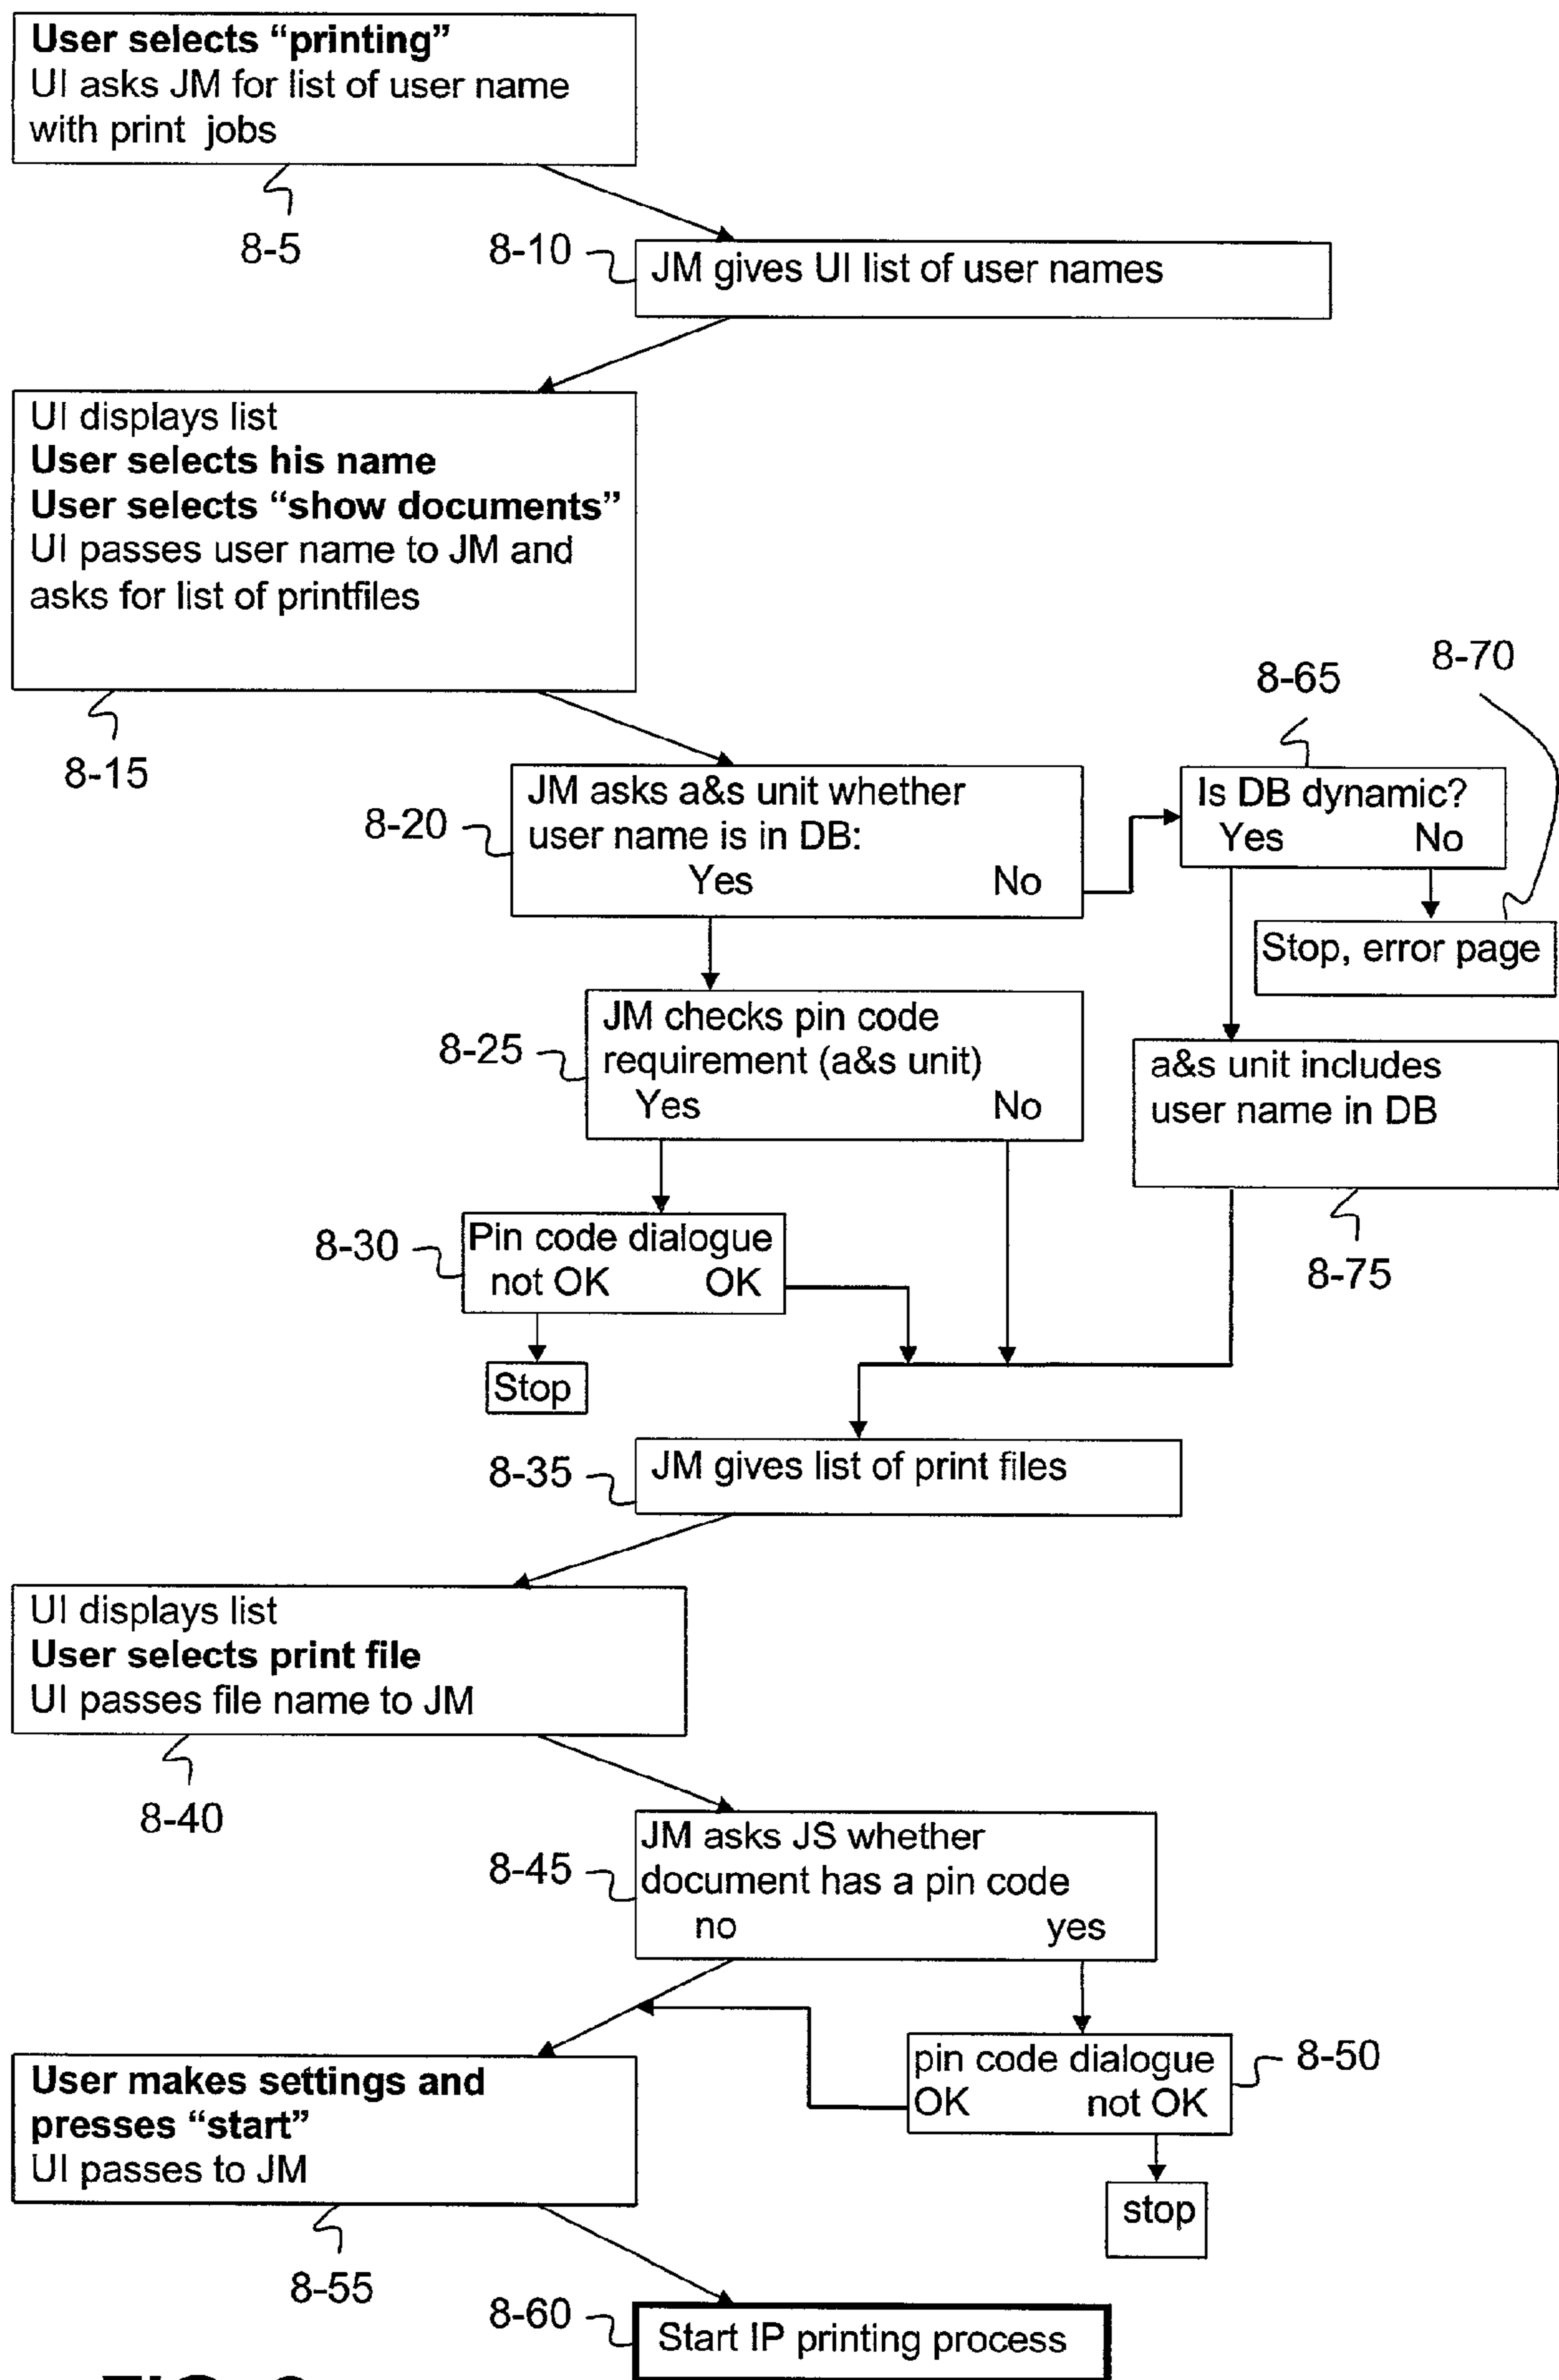 User selects “printing”
UI asks JM for list of user name
with print jobs
8-5
8-10
JM gives UI list of user names
UI displays list
User selects his name
User selects “show documents”
UI passes user name to JM and
asks for list of printfiles
8-15
8-65
8-70
8-20
JM asks a&s unit whether
user name is in DB:
Yes No
Is DB dynamic?
Yes No
Stop, error page
8-25
JM checks pin code
requirement (a&s unit)
Yes No
a&s unit includes
user name in DB
8-75
8-30
Pin code dialogue
not OK OK
Stop
8-35
JM gives list of print files
UI displays list
User selects print file
UI passes file name to JM
8-40
8-45
JM asks JS whether
document has a pin code
no yes
pin code dialogue
OK not OK
8-50
stop
User makes settings and
presses “start”
UI passes to JM
8-55
8-60
Start IP printing process